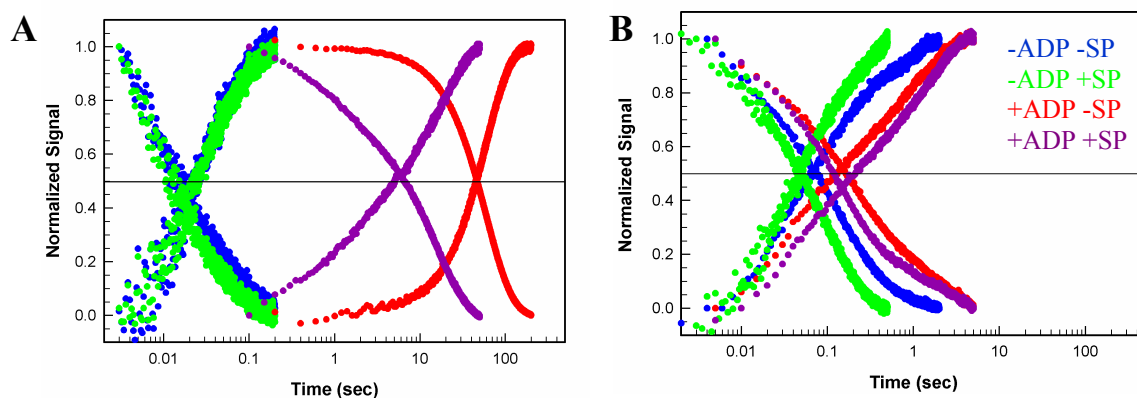 A
Normalized Signal
1.0
0.8
0.6
0.4
0.2
0.0
0.01
0.1
1
10
100
Time (sec)
B
Normalized Signal
1.0
0.8
0.6
0.4
0.2
0.0
0.01
0.1
1
10
100
Time (sec)
-ADP -SP
-ADP +SP
+ADP -SP
+ADP +SP